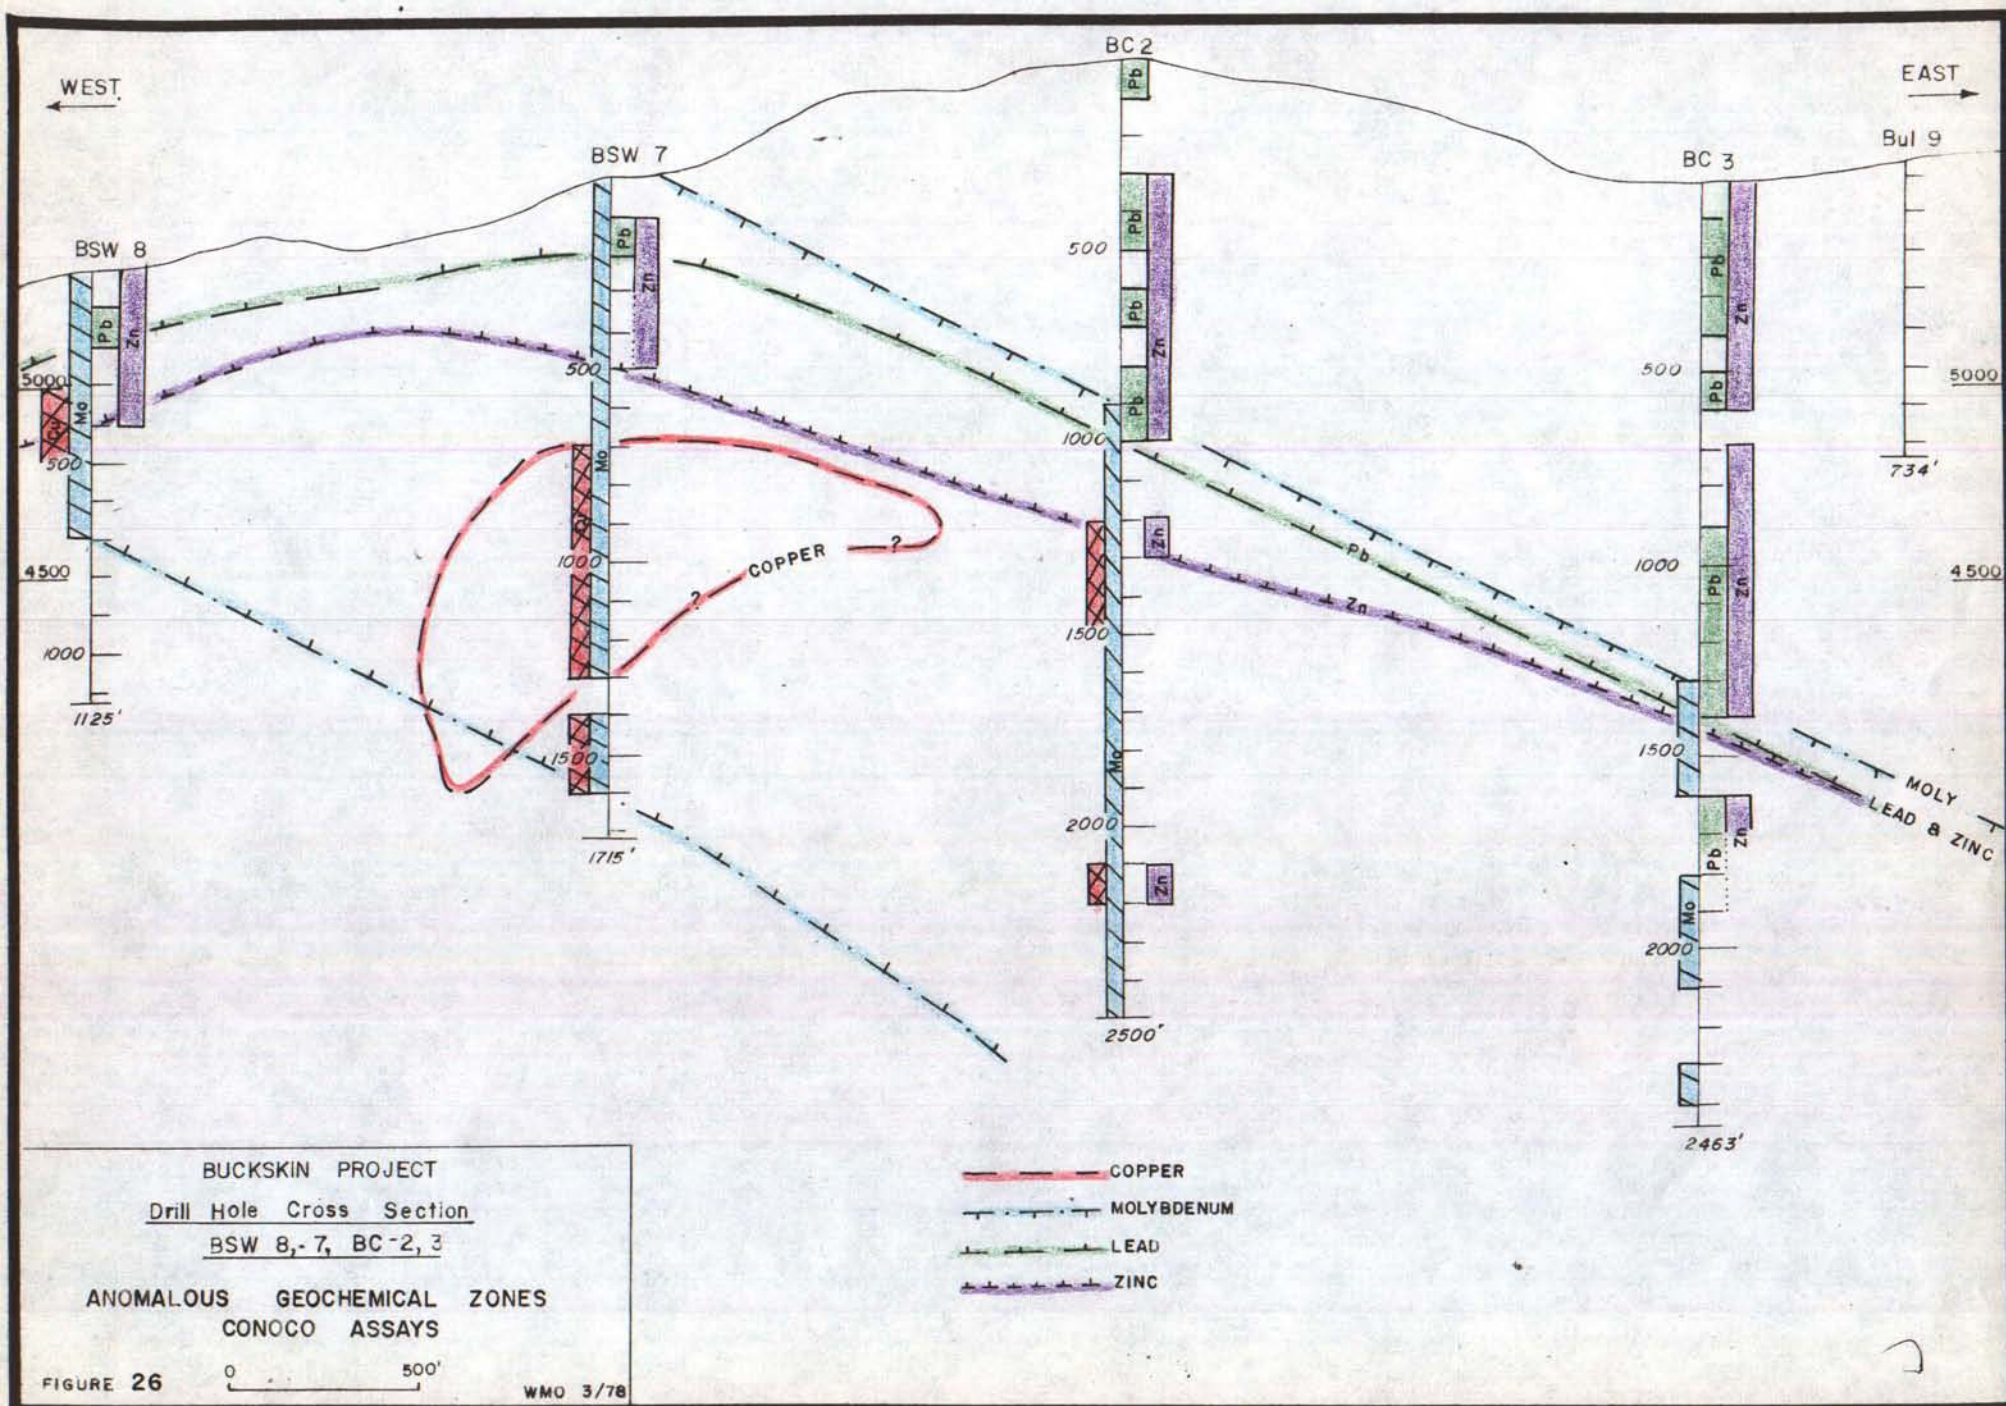 WEST
EAST
BC 2
Bul 9
BC 3
BSW 7
BSW 8
Pb
Pb
Zn
Pb
Zn
Pb
Zn
Pb
Pb
Pb
Zn
Pb
Zn
500
500
500
5000
5000
Cu
Mo
500
1000
734'
Mo
Cu
1000
COPPER
?
?
Zn
Pb
Zn
1000
Pb
Zn
4500
4500
1500
1000
1125'
1500
1500
MOLY
LEAD & ZINC
Mo
2000
1715'
Zn
Pb
Zn
Mo
2000
2500'
2463'
BUCKSKIN PROJECT
Drill Hole Cross Section
BSW 8,-7, BC-2, 3
ANOMALOUS GEOCHEMICAL ZONES
CONOCO ASSAYS
0 500'
FIGURE 26
WMO 3/78
COPPER
MOLYBDENUM
LEAD
ZINC